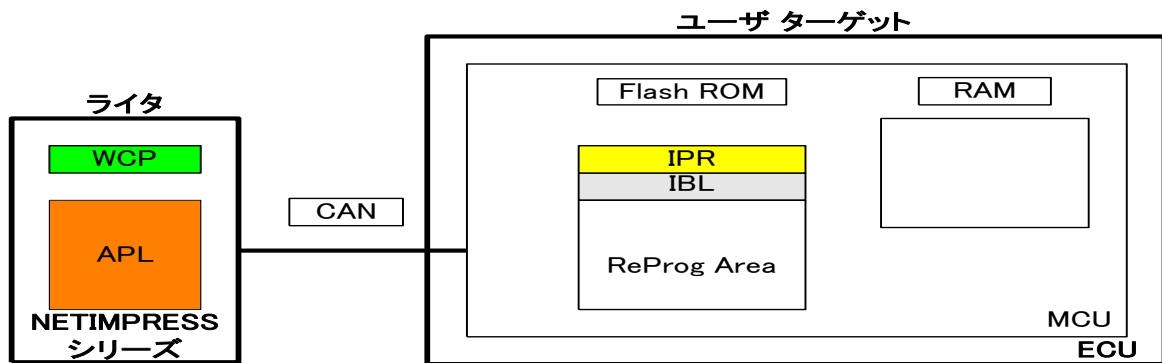 ユーザ ターゲット
ライタ
WCP
APL
NETIMPRESS
シリーズ
CAN
Flash ROM
RAM
IPR
IBL
ReProg Area
MCU
ECU